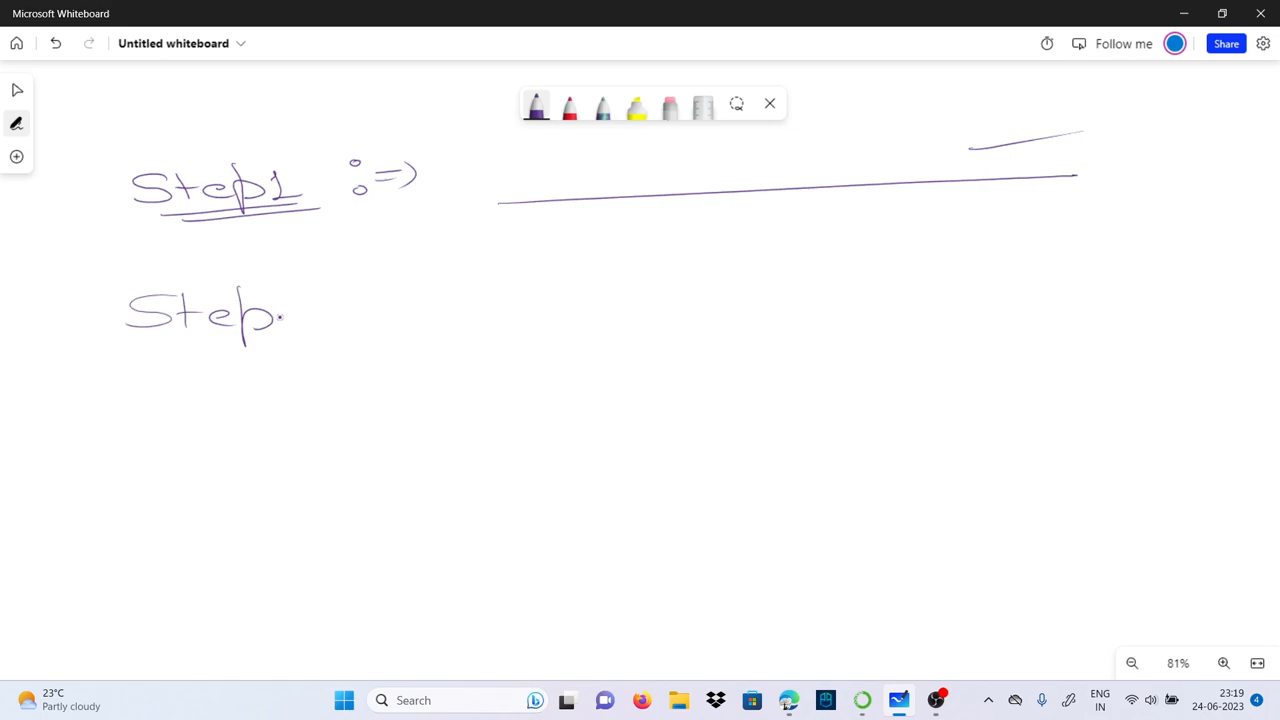 Microsoft Whiteboard
Untitled whiteboard
Follow me
Share
Step1 :=>
Step
81%
23°C
Partly cloudy
Search
ENG
IN
23:19
24-06-2023
4